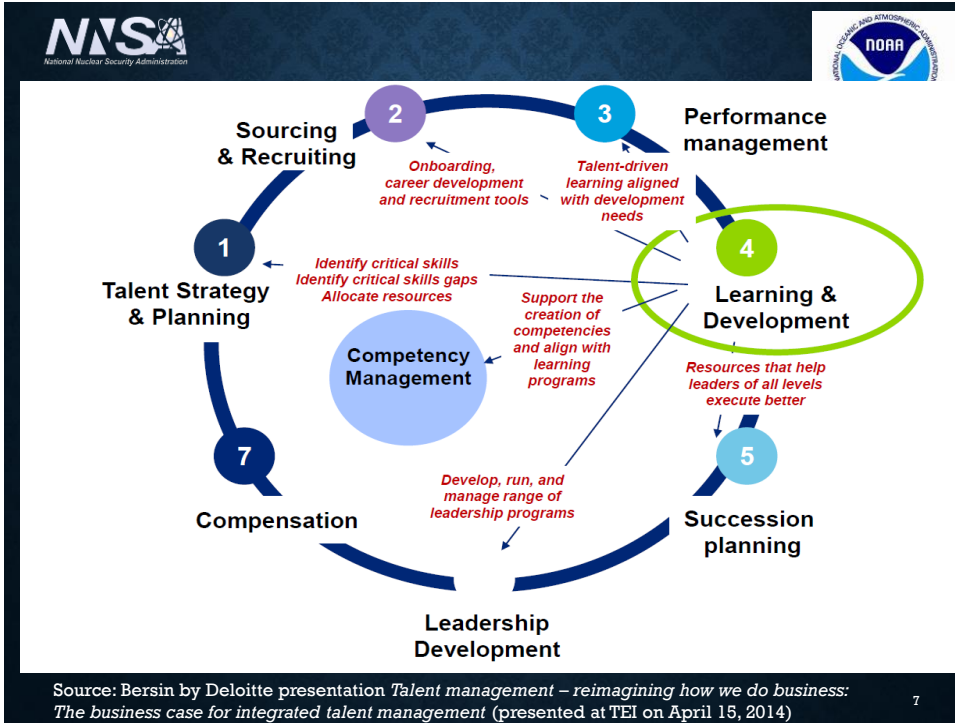 NNSA
National Nuclear Security Administration
NATIONAL OCEANIC AND ATMOSPHERIC ADMINISTRATION
NOAA
2
3
Sourcing
& Recruiting
Performance
management
Onboarding,
career development
and recruitment tools
Talent-driven
learning aligned
with development
needs
1
Talent Strategy
& Planning
Identify critical skills
Identify critical skills gaps
Allocate resources
4
Learning &
Development
Support the
creation of
competencies
and align with
learning
programs
Competency
Management
Resources that help
leaders of all levels
execute better
7
Compensation
5
Succession
planning
Develop, run, and
manage range of
leadership programs
Leadership
Development
Source: Bersin by Deloitte presentation Talent management – reimagining how we do business:
The business case for integrated talent management (presented at TEI on April 15, 2014)
7